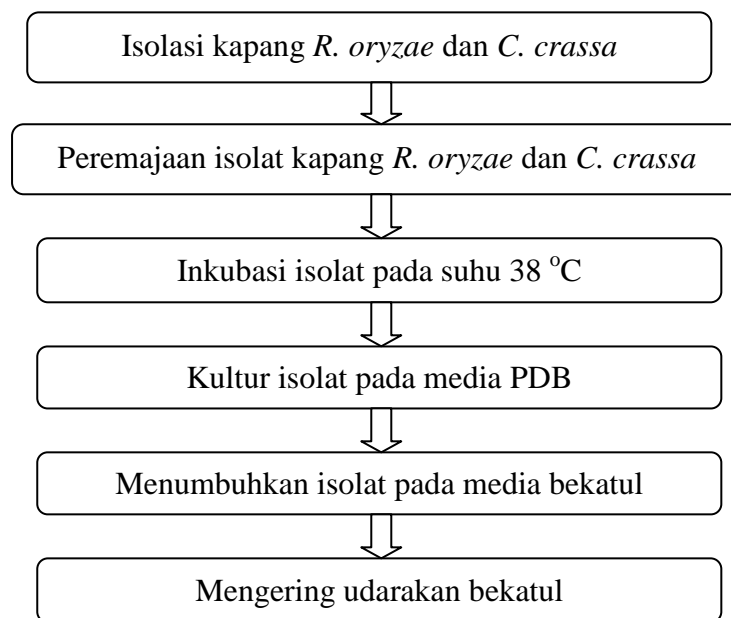 Isolasi kapang R. oryzae dan C. crassa
Peremajaan isolat kapang R. oryzae dan C. crassa
Inkubasi isolat pada suhu 38 °C
Kultur isolat pada media PDB
Menumbuhkan isolat pada media bekatul
Mengering udarakan bekatul